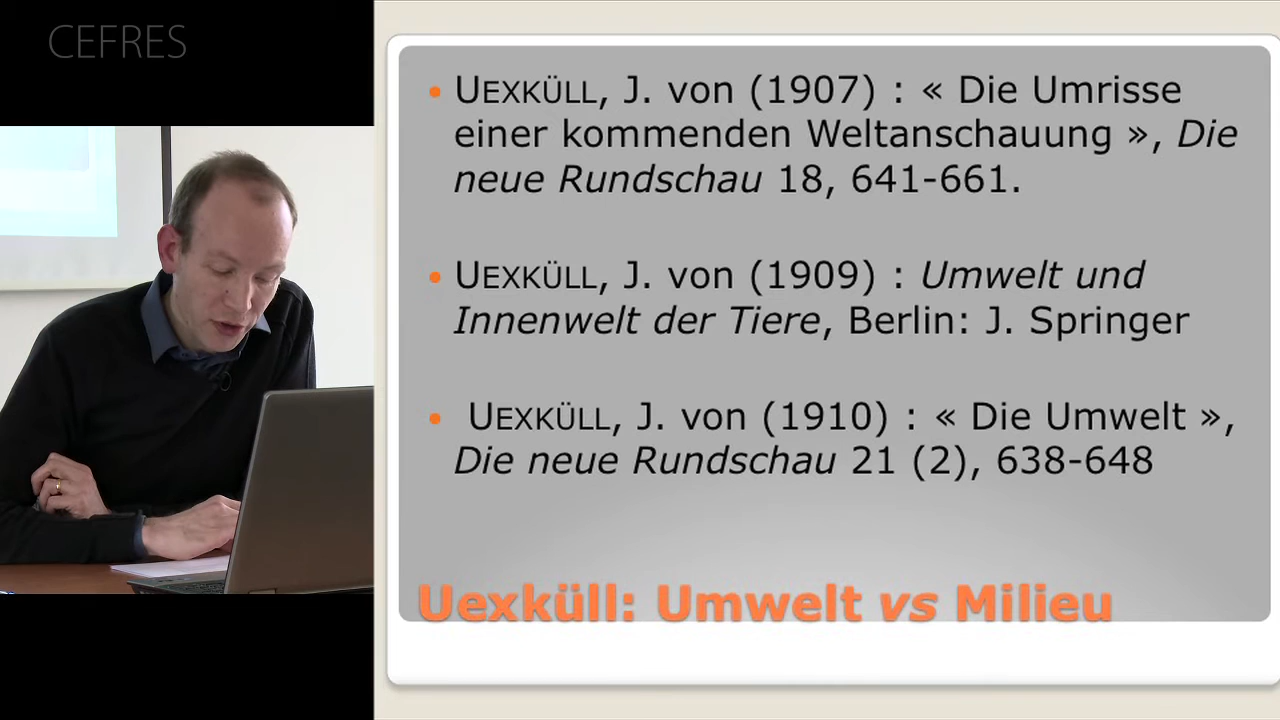 CEFRES
• UEXKÜLL, J. von (1907) : « Die Umrisse
einer kommenden Weltanschauung », Die
neue Rundschau 18, 641-661.
• UEXKÜLL, J. von (1909) : Umwelt und
Innenwelt der Tiere, Berlin: J. Springer
• UEXKÜLL, J. von (1910) : « Die Umwelt »,
Die neue Rundschau 21 (2), 638-648
Uexküll: Umwelt vs Milieu